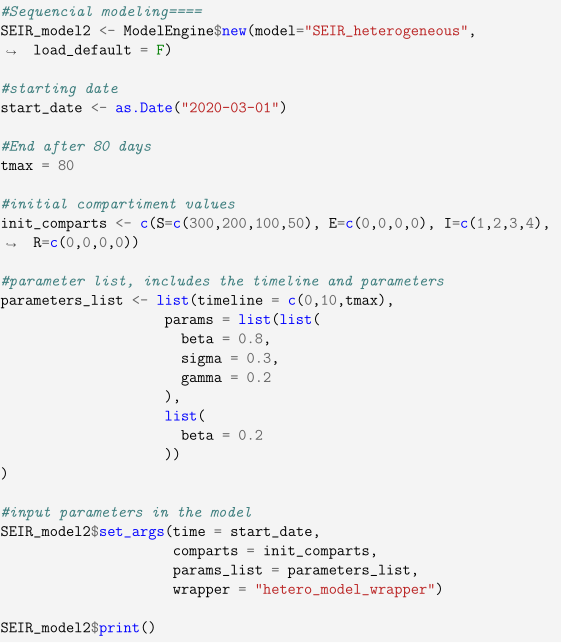 #Sequencial modeling====
SEIR_model2 <- ModelEngine$new(model="SEIR_heterogeneous",
↪ load_default = F)
#starting date
start_date <- as.Date("2020-03-01")
#End after 80 days
tmax = 80
#initial compartiment values
init_comparts <- c(S=c(300,200,100,50), E=c(0,0,0,0), I=c(1,2,3,4),
↪ R=c(0,0,0,0))
#parameter list, includes the timeline and parameters
parameters_list <- list(timeline = c(0,10,tmax),
params = list(list(
beta = 0.8,
sigma = 0.3,
gamma = 0.2
),
list(
beta = 0.2
))
)
#input parameters in the model
SEIR_model2$set_args(time = start_date,
comparts = init_comparts,
params_list = parameters_list,
wrapper = "hetero_model_wrapper")
SEIR_model2$print()